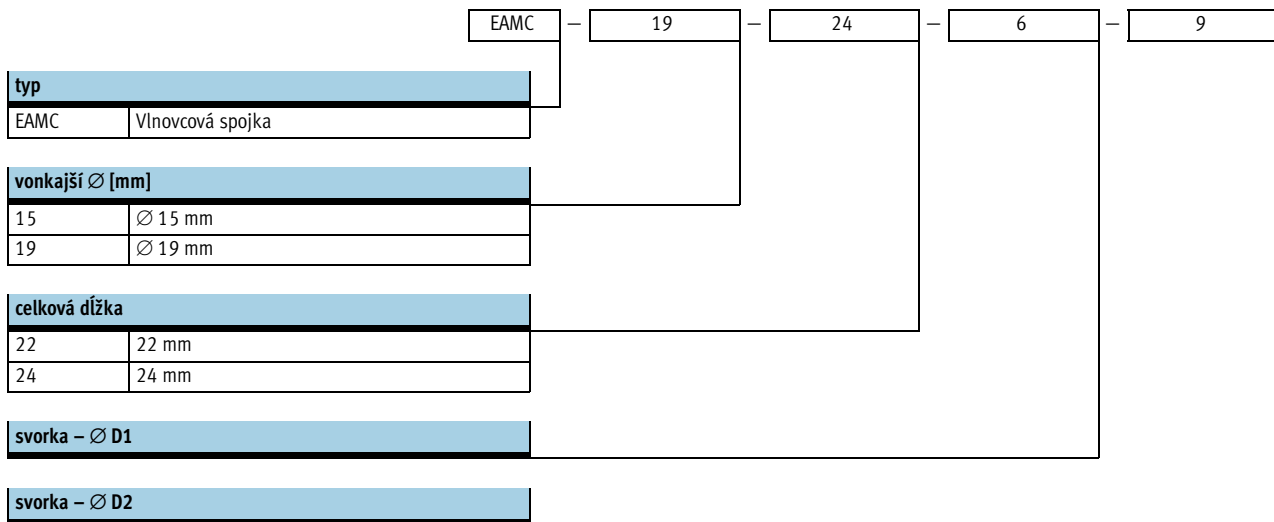 EAMC – 19 – 24 – 6 – 9
typ
EAMC Vlnovcová spojka
vonkajší ∅ [mm]
15 ∅ 15 mm
19 ∅ 19 mm
celková dĺžka
22 22 mm
24 24 mm
svorka – ∅ D1
svorka – ∅ D2